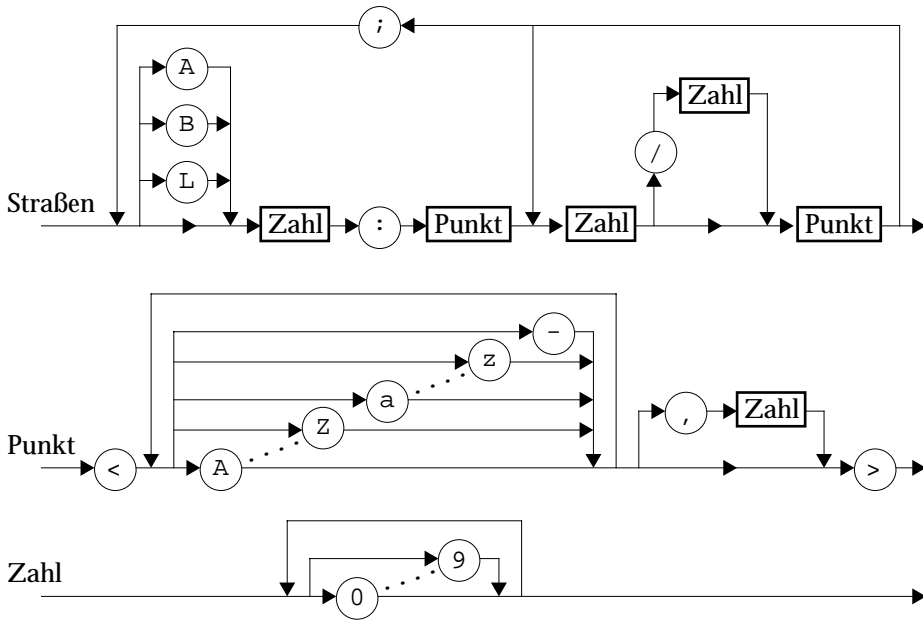 ;
A
Zahl
B
/
L
Straßen
Zahl : Punkt Zahl Punkt
-
z
a
Z
, Zahl
Punkt
< A >
9
Zahl
0